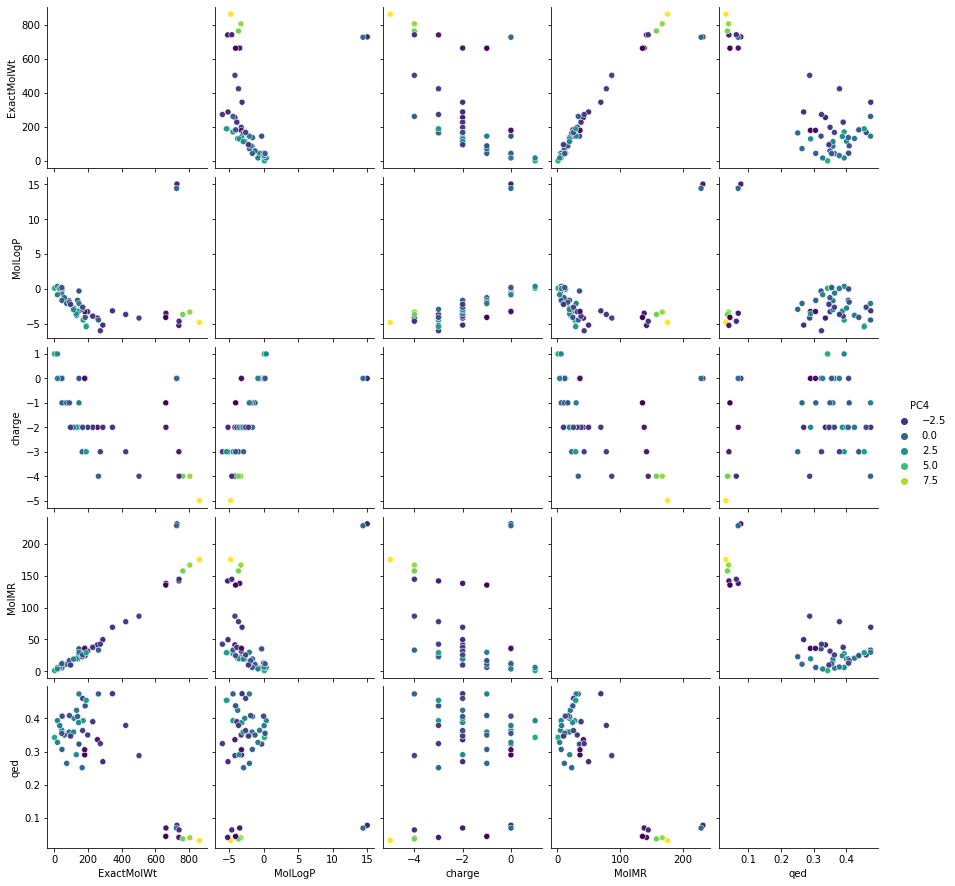 800
600
400
200
0
ExactMolWt
15
10
5
0
−5
MolLogP
1
0
−1
−2
−3
−4
−5
charge
PC4
−2.5
0.0
2.5
5.0
7.5
200
150
100
50
0
MolMR
0.4
0.3
0.2
0.1
qed
0 200 400 600 800
−5 0 5 10 15
−4 −2 0
0 100 200
0.1 0.2 0.3 0.4
ExactMolWt MolLogP charge MolMR qed